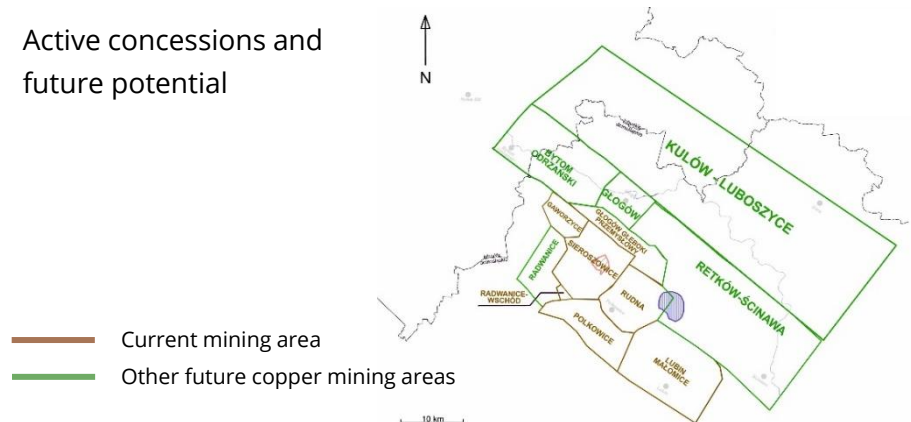 Active concessions and
future potential
N
KULÓW - LUBOSZYCE
BYTOM
ODRZAŃSKI
GŁOGÓW
GŁOGÓW GŁĘBOKI
PRZEMYSŁOWY
GAWORZYCE
RETKÓW-ŚCINAWA
SIEROSZOWICE
RADWANICE
RADWANICE-
WSCHÓD
RUDNA
POLKOWICE
LUBIN
MAŁOMICE
Current mining area
Other future copper mining areas
10 km